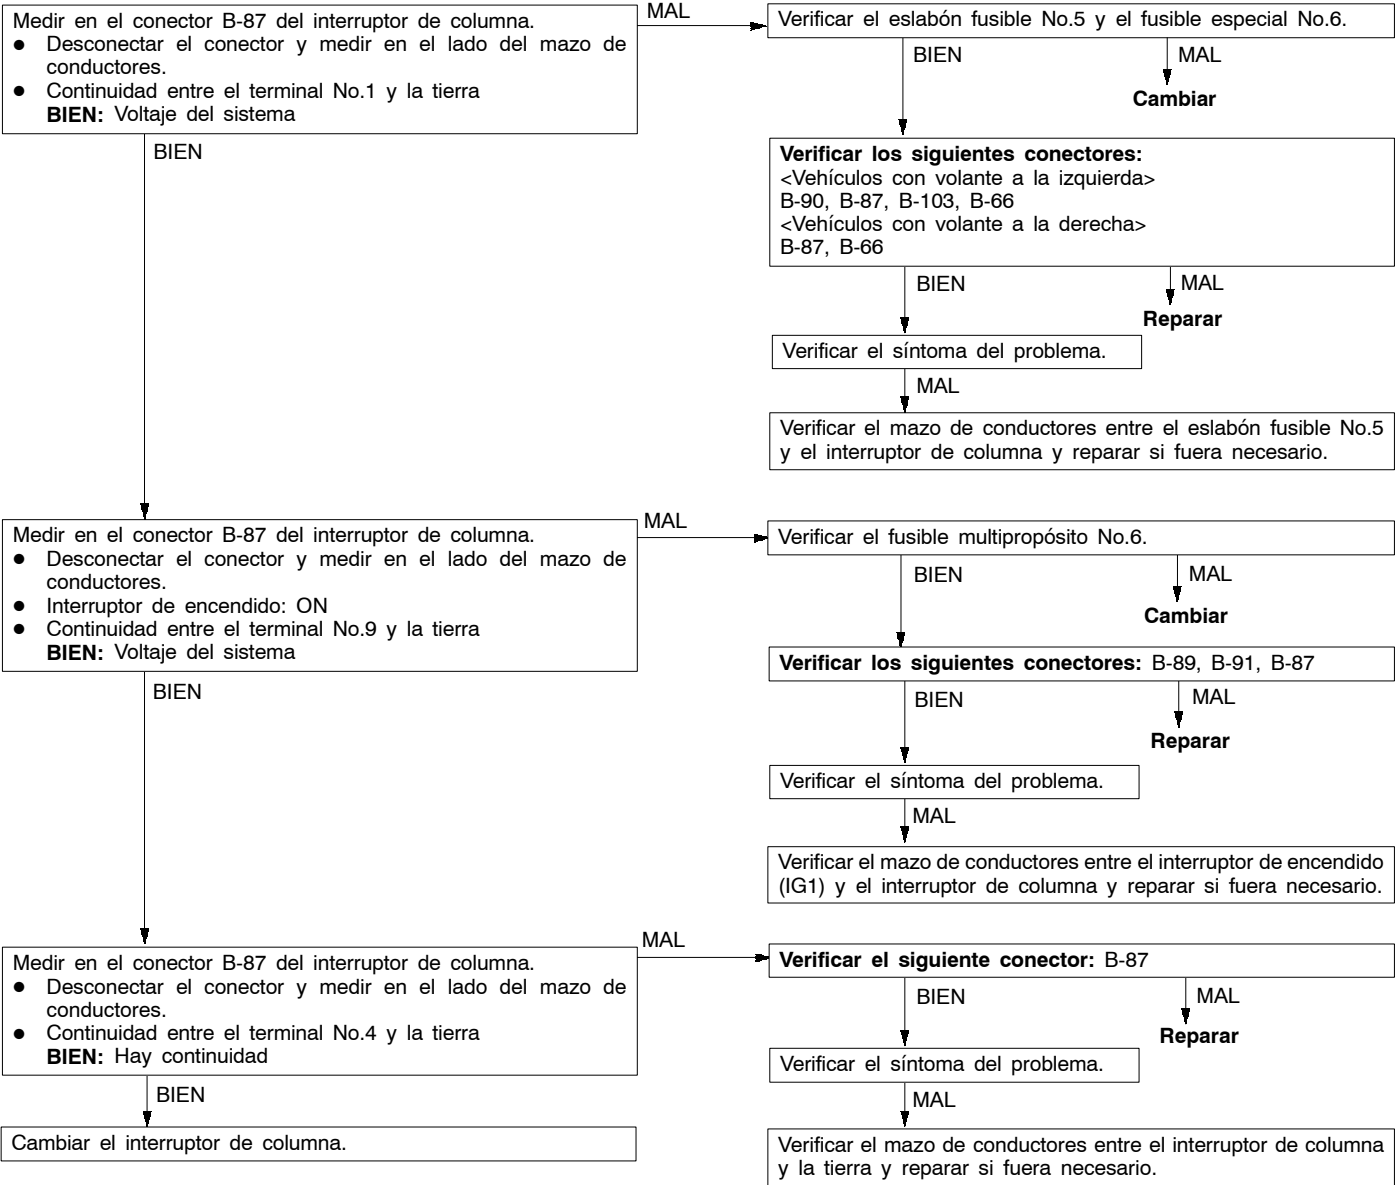 Medir en el conector B-87 del interruptor de columna.
● Desconectar el conector y medir en el lado del mazo de
conductores.
● Continuidad entre el terminal No.1 y la tierra
BIEN: Voltaje del sistema
MAL
Verificar el eslabón fusible No.5 y el fusible especial No.6.
BIEN
MAL
Cambiar
BIEN
Verificar los siguientes conectores:
<Vehículos con volante a la izquierda>
B-90, B-87, B-103, B-66
<Vehículos con volante a la derecha>
B-87, B-66
BIEN
MAL
Reparar
Verificar el síntoma del problema.
MAL
Verificar el mazo de conductores entre el eslabón fusible No.5
y el interruptor de columna y reparar si fuera necesario.
Medir en el conector B-87 del interruptor de columna.
● Desconectar el conector y medir en el lado del mazo de
conductores.
● Interruptor de encendido: ON
● Continuidad entre el terminal No.9 y la tierra
BIEN: Voltaje del sistema
MAL
Verificar el fusible multipropósito No.6.
BIEN
MAL
Cambiar
Verificar los siguientes conectores: B-89, B-91, B-87
BIEN
BIEN
MAL
Reparar
Verificar el síntoma del problema.
MAL
Verificar el mazo de conductores entre el interruptor de encendido
(IG1) y el interruptor de columna y reparar si fuera necesario.
Medir en el conector B-87 del interruptor de columna.
● Desconectar el conector y medir en el lado del mazo de
conductores.
● Continuidad entre el terminal No.4 y la tierra
BIEN: Hay continuidad
MAL
Verificar el siguiente conector: B-87
BIEN
MAL
Reparar
Verificar el síntoma del problema.
BIEN
MAL
Cambiar el interruptor de columna.
Verificar el mazo de conductores entre el interruptor de columna
y la tierra y reparar si fuera necesario.